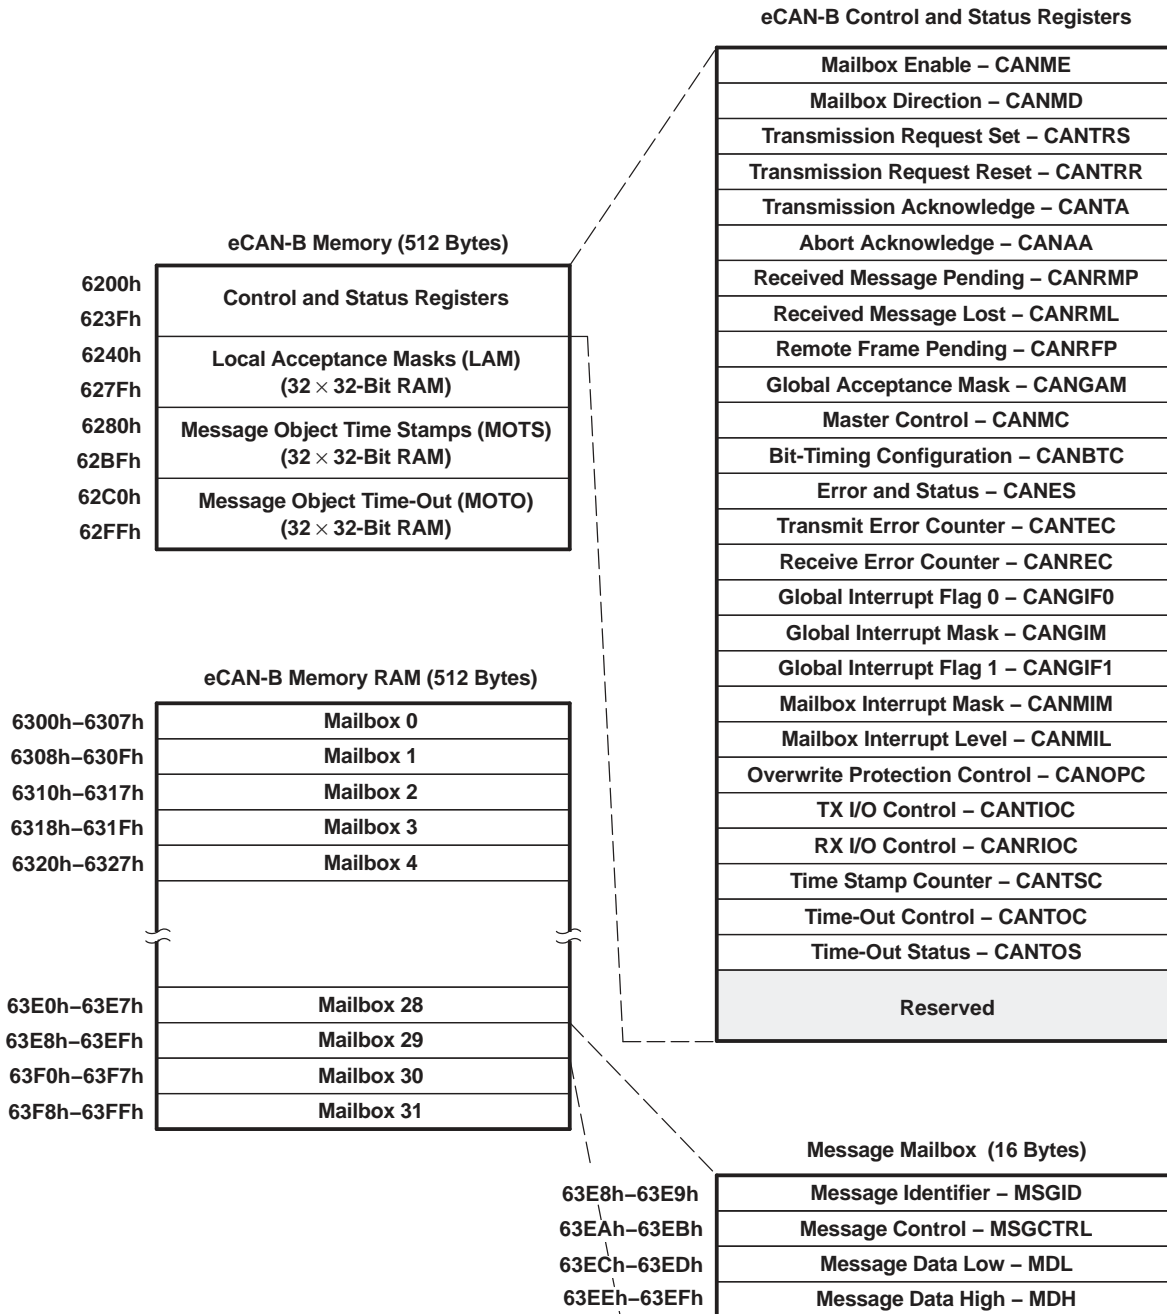 eCAN-B Control and Status Registers
Mailbox Enable – CANME
Mailbox Direction – CANMD
Transmission Request Set – CANTRS
Transmission Request Reset – CANTRR
Transmission Acknowledge – CANTA
Abort Acknowledge – CANAA
Received Message Pending – CANRMP
Received Message Lost – CANRML
Remote Frame Pending – CANRFP
Global Acceptance Mask – CANGAM
Master Control – CANMC
Bit-Timing Configuration – CANBTC
Error and Status – CANES
Transmit Error Counter – CANTEC
Receive Error Counter – CANREC
Global Interrupt Flag 0 – CANGIF0
Global Interrupt Mask – CANGIM
Global Interrupt Flag 1 – CANGIF1
Mailbox Interrupt Mask – CANMIM
Mailbox Interrupt Level – CANMIL
Overwrite Protection Control – CANOPC
TX I/O Control – CANTIOC
RX I/O Control – CANRIOC
Time Stamp Counter – CANTSC
Time-Out Control – CANTOC
Time-Out Status – CANTOS
Reserved
eCAN-B Memory (512 Bytes)
6200h
Control and Status Registers
623Fh
6240h
Local Acceptance Masks (LAM)
(32 × 32-Bit RAM)
627Fh
6280h
Message Object Time Stamps (MOTS)
(32 × 32-Bit RAM)
62BFh
62C0h
Message Object Time-Out (MOTO)
(32 × 32-Bit RAM)
62FFh
eCAN-B Memory RAM (512 Bytes)
6300h–6307h Mailbox 0
6308h–630Fh Mailbox 1
6310h–6317h Mailbox 2
6318h–631Fh Mailbox 3
6320h–6327h Mailbox 4
63E0h–63E7h Mailbox 28
63E8h–63EFh Mailbox 29
63F0h–63F7h Mailbox 30
63F8h–63FFh Mailbox 31
Message Mailbox (16 Bytes)
63E8h–63E9h Message Identifier – MSGID
63EAh–63EBh Message Control – MSGCTRL
63ECh–63EDh Message Data Low – MDL
63EEh–63EFh Message Data High – MDH